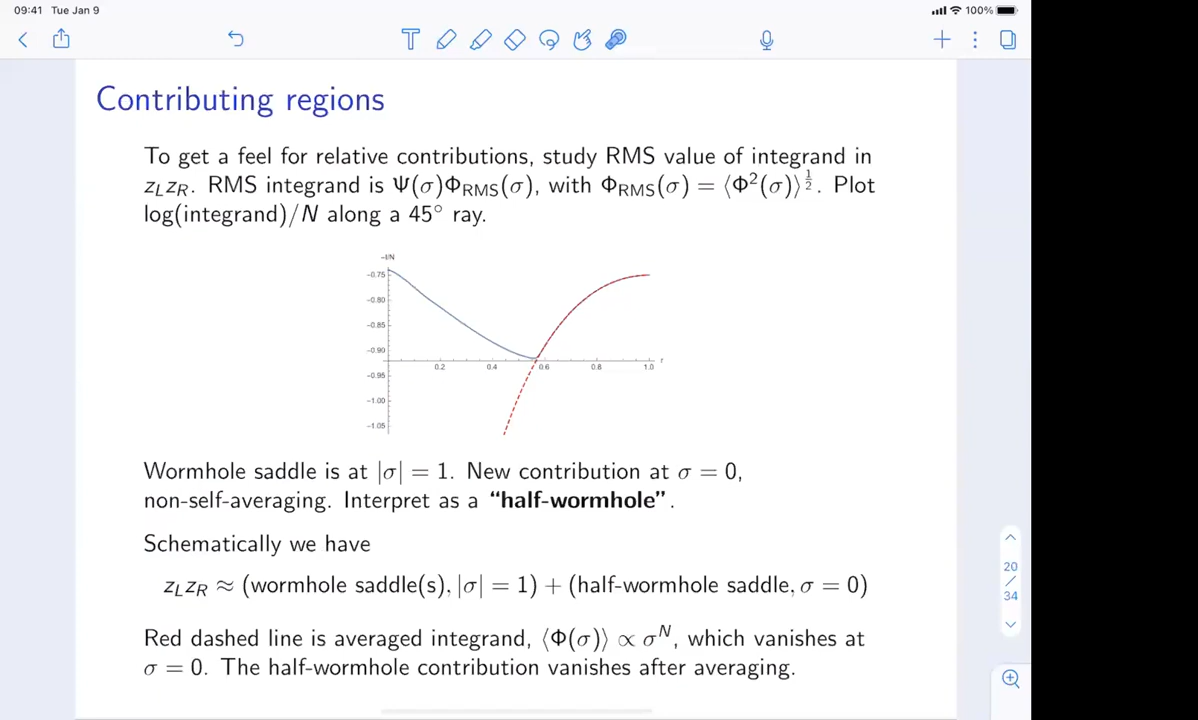 09:41 Tue Jan 9
100%
Contributing regions
To get a feel for relative contributions, study RMS value of integrand in
z_L z_R. RMS integrand is Ψ(σ)Φ_RMS(σ), with Φ_RMS(σ) = ⟨Φ²(σ)⟩^{1/2}. Plot
log(integrand)/N along a 45° ray.
-I/N
-0.75
-0.80
-0.85
-0.90
-0.95
-1.00
-1.05
0.2 0.4 0.6 0.8 1.0 r
Wormhole saddle is at |σ| = 1. New contribution at σ = 0,
non-self-averaging. Interpret as a “half-wormhole”.
Schematically we have
z_L z_R ≈ (wormhole saddle(s), |σ| = 1) + (half-wormhole saddle, σ = 0)
Red dashed line is averaged integrand, ⟨Φ(σ)⟩ ∝ σ^N, which vanishes at
σ = 0. The half-wormhole contribution vanishes after averaging.
20
/
34